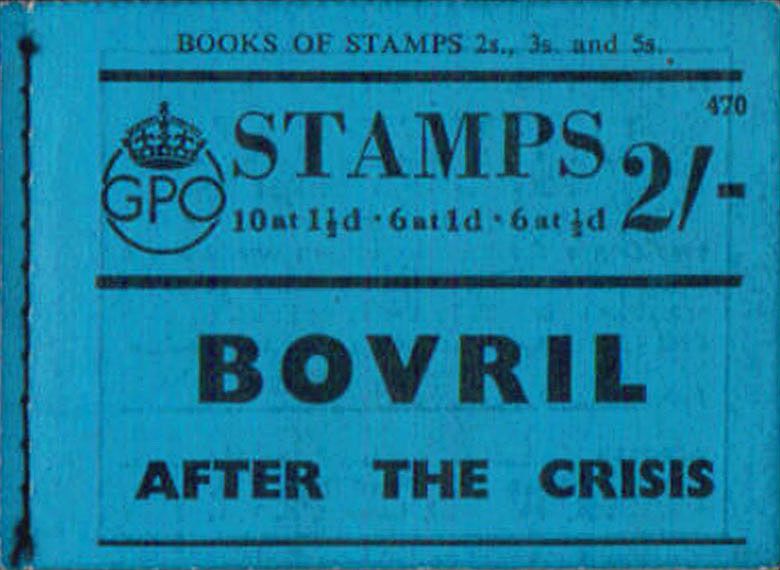 BOOKS OF STAMPS 2s., 3s. and 5s.
470
GPO
STAMPS 2/-
10 at 1½d · 6 at 1d · 6 at ½d
BOVRIL
AFTER THE CRISIS